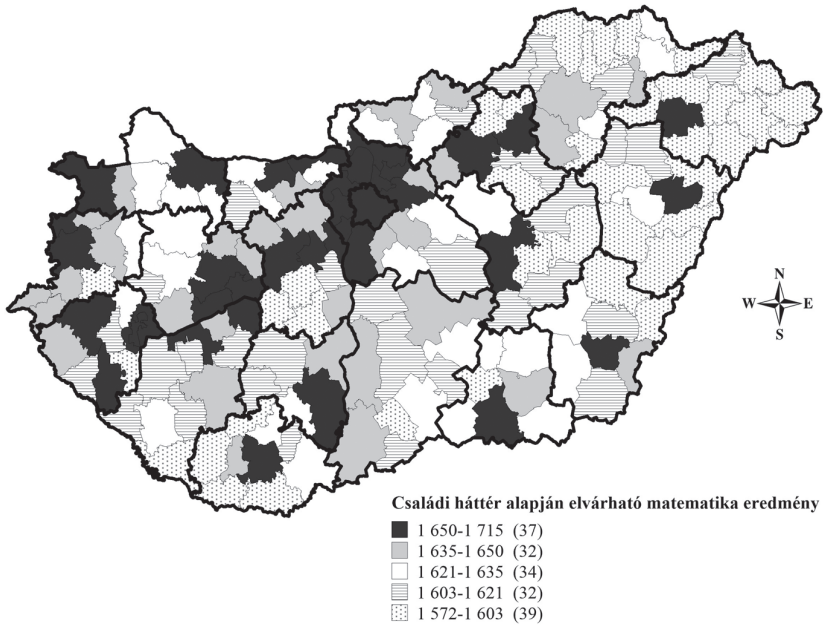 N
W E
S
Családi háttér alapján elvárható matematika eredmény
1 650-1 715 (37)
1 635-1 650 (32)
1 621-1 635 (34)
1 603-1 621 (32)
1 572-1 603 (39)